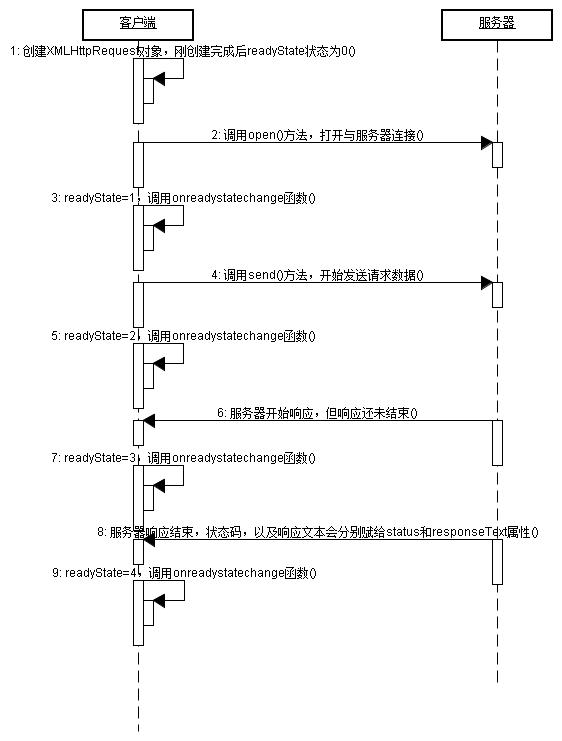 客户端
服务器
1: 创建XMLHttpRequest对象，刚创建完成后readyState状态为0()
2: 调用open()方法，打开与服务器连接()
3: readyState=1，调用onreadystatechange函数()
4: 调用send()方法，开始发送请求数据()
5: readyState=2，调用onreadystatechange函数()
6: 服务器开始响应，但响应还未结束()
7: readyState=3，调用onreadystatechange函数()
8: 服务器响应结束，状态码，以及响应文本会分别赋给status和responseText属性()
9: readyState=4，调用onreadystatechange函数()